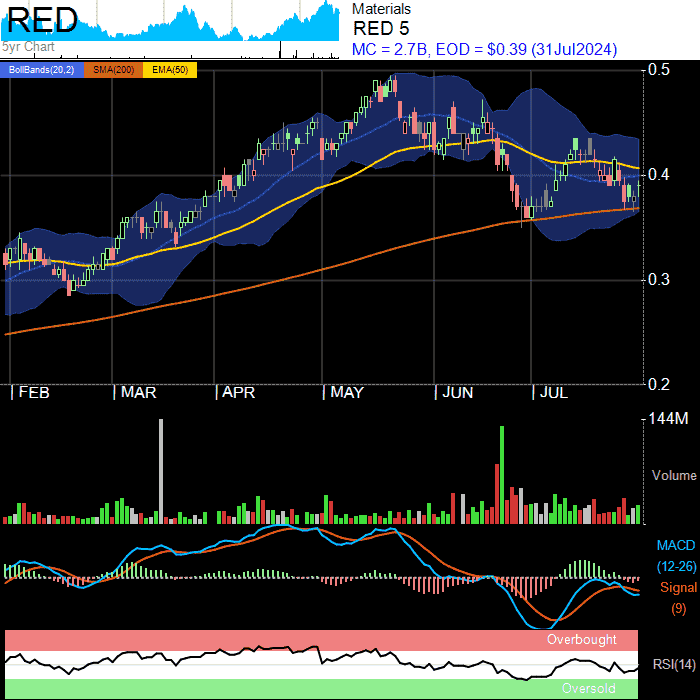 RED
5yr Chart
Materials
RED 5
MC = 2.7B, EOD = $0.39 (31Jul2024)
BollBands(20,2) SMA(200) EMA(50)
0.5
0.4
0.3
0.2
FEB MAR APR MAY JUN JUL
144M
Volume
MACD
(12-26)
Signal
(9)
Overbought
RSI(14)
Oversold